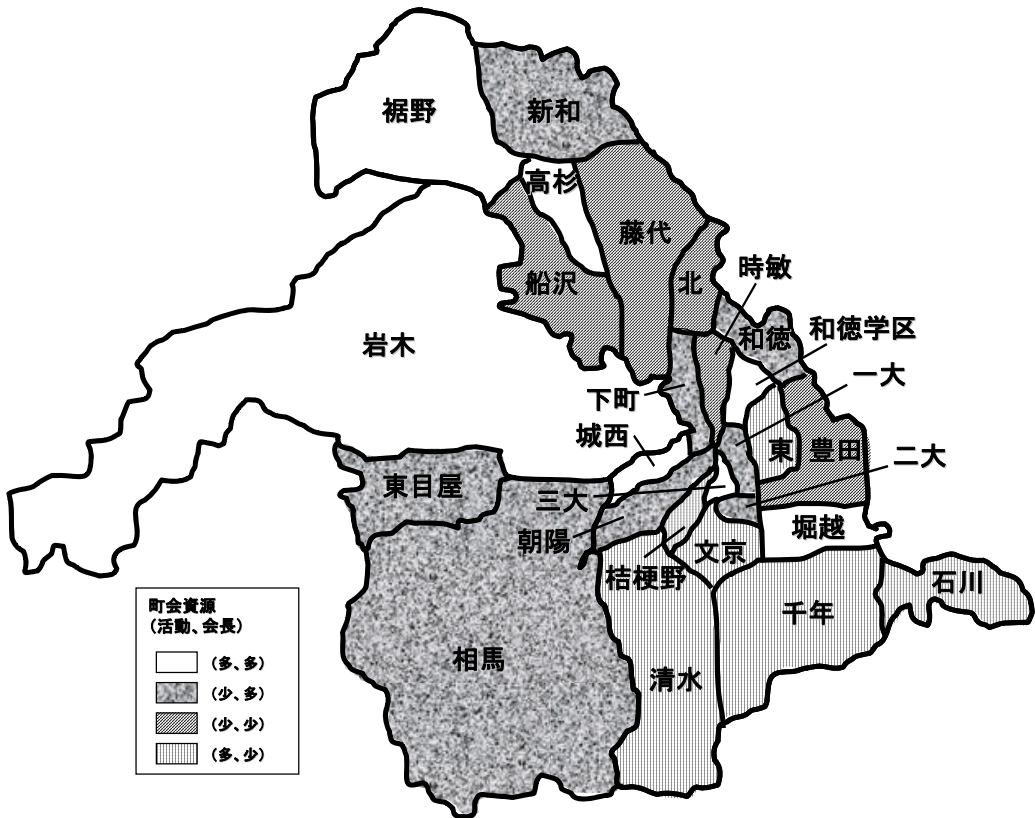 裾野
新和
高杉
藤代
船沢
北
時敏
和徳
和徳学区
岩木
一大
下町
城西
東
豊田
二大
東目屋
三大
朝陽
堀越
文京
桔梗野
石川
千年
相馬
清水
町会資源
(活動、会長)
(多、多)
(少、多)
(少、少)
(多、少)